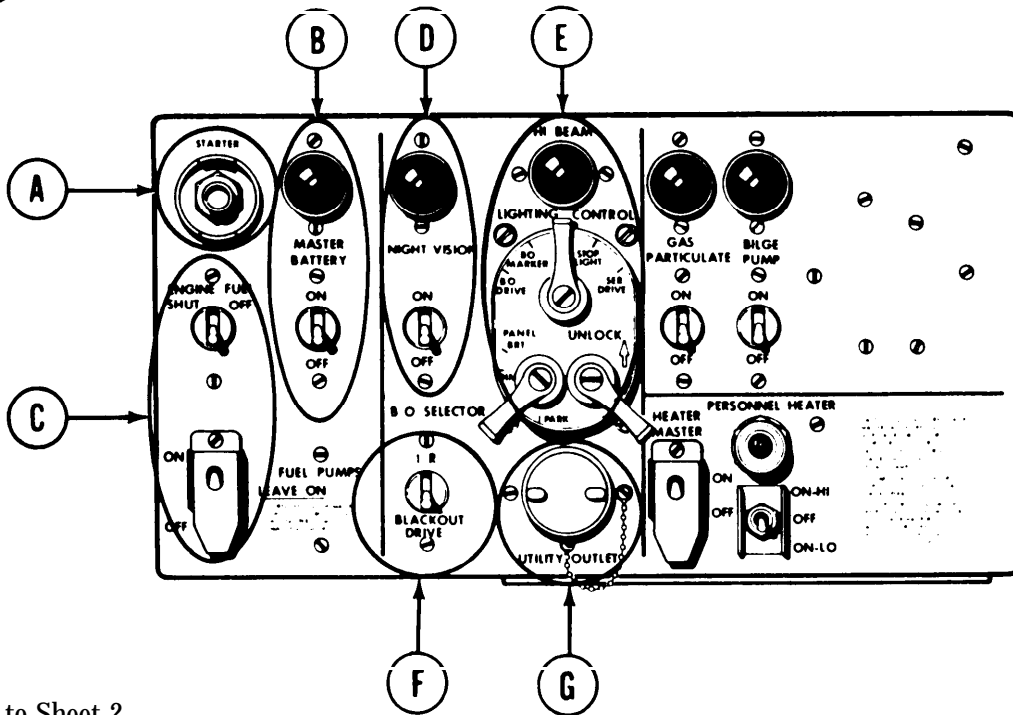 B
D
E
A
C
F
G
STARTER
MASTER
BATTERY
ON
OFF
ENGINE FUEL
SHUT OFF
ON
OFF
FUEL PUMPS
LEAVE ON
NIGHT VISION
ON
OFF
B O SELECTOR
I R
BLACKOUT
DRIVE
HI BEAM
LIGHTING CONTROL
BO
MARKER
BO
DRIVE
STOP
LIGHT
SER
DRIVE
PANEL
BRT
UNLOCK
PARK
UTILITY OUTLET
GAS
PARTICULATE
ON
OFF
BILGE
PUMP
ON
OFF
HEATER
MASTER
ON
OFF
PERSONNEL HEATER
ON-HI
OFF
ON-LO
to Sheet 2